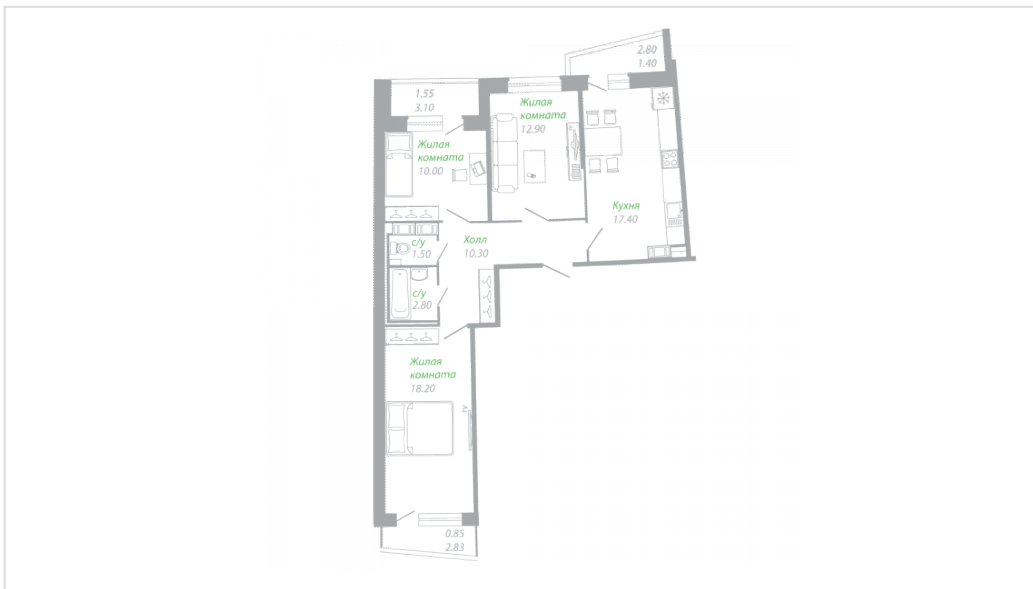 2.80
1.40
1.55
3.10
Жилая
комната
12.90
Жилая
комната
10.00
Кухня
17.40
с/у
1.50
Холл
10.30
с/у
2.80
Жилая
комната
18.20
TV
0.85
2.83